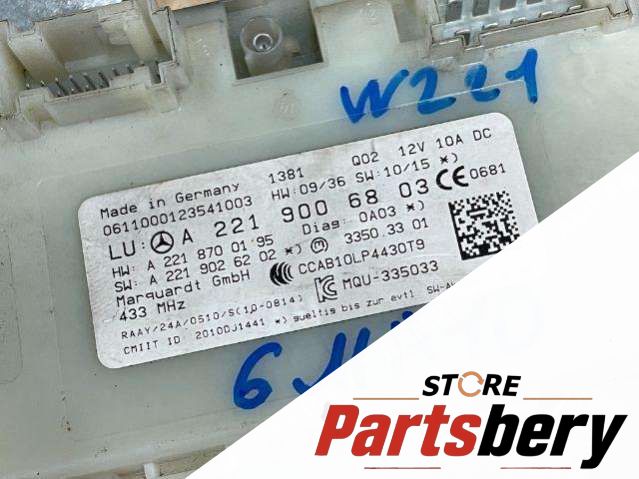 W221
Made in Germany 1381 Q02 12V 10A DC
0611000123541003 HW:09/36 SW:10/15 *)
LU: A 221 900 68 03 CE 0681
HW: A 221 870 01 95 Diag: 0A03 *)
SW: A 221 902 62 02 *) M 3350.33 01
Marquardt GmbH CCAB10LP4430T9
433 MHz MQU-335033
RAAY/24A/0510/S(10-0814)
CMIIT ID: 2010DJ1441 *) gueltig bis zur evtl. SW-A
6
STORE
Partsbery